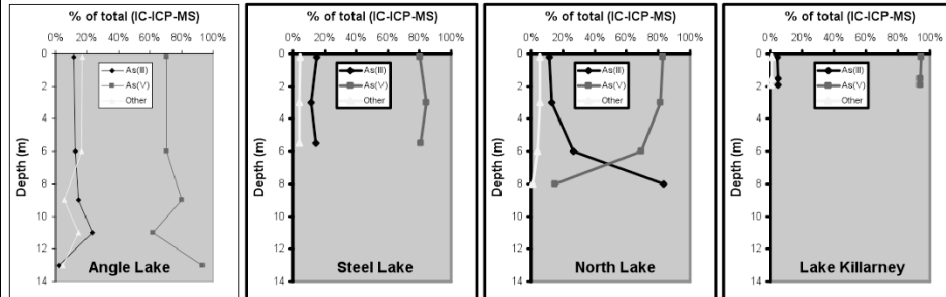 % of total (IC-ICP-MS)
0% 20% 40% 60% 80% 100%
0
2
4
6
8
10
12
14
Depth (m)
As(III)
As(V)
Other
Angle Lake
% of total (IC-ICP-MS)
0% 20% 40% 60% 80% 100%
0
2
4
6
8
10
12
14
Depth (m)
As(III)
As(V)
Other
Steel Lake
% of total (IC-ICP-MS)
0% 20% 40% 60% 80% 100%
0
2
4
6
8
10
12
14
Depth (m)
As(III)
As(V)
Other
North Lake
% of total (IC-ICP-MS)
0% 20% 40% 60% 80% 100%
0
2
4
6
8
10
12
14
Depth (m)
As(III)
As(V)
Other
Lake Killarney